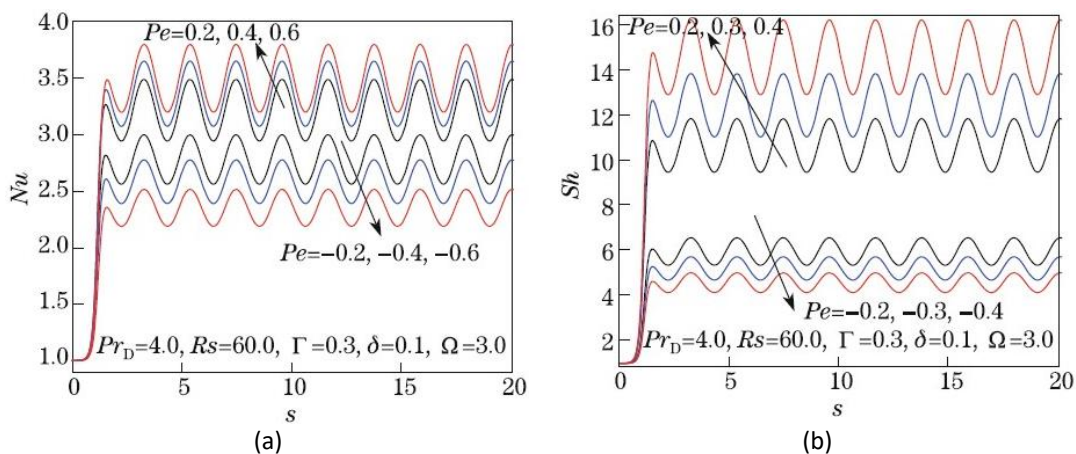 4.0
Pe=0.2, 0.4, 0.6
3.5
3.0
Nu
2.5
2.0
Pe=−0.2, −0.4, −0.6
1.5
1.0
Pr_D=4.0, Rs=60.0, Γ=0.3, δ=0.1, Ω=3.0
0 5 10 15 20
s
(a)
16
Pe=0.2, 0.3, 0.4
14
12
10
Sh
8
6
4
Pe=−0.2, −0.3, −0.4
2
Pr_D=4.0, Rs=60.0, Γ=0.3, δ=0.1, Ω=3.0
0 5 10 15 20
s
(b)